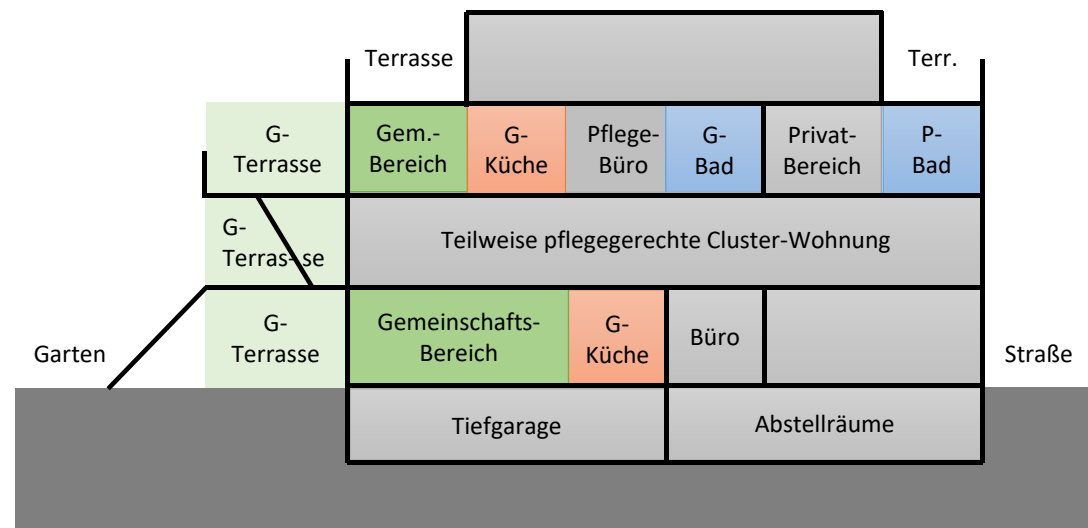 Terrasse
Terr.
G-
Terrasse
Gem.-
Bereich
G-
Küche
Pflege-
Büro
G-
Bad
Privat-
Bereich
P-
Bad
G-
Terras-se
Teilweise pflegegerechte Cluster-Wohnung
Garten
G-
Terrasse
Gemeinschafts-
Bereich
G-
Küche
Büro
Straße
Tiefgarage
Abstellräume